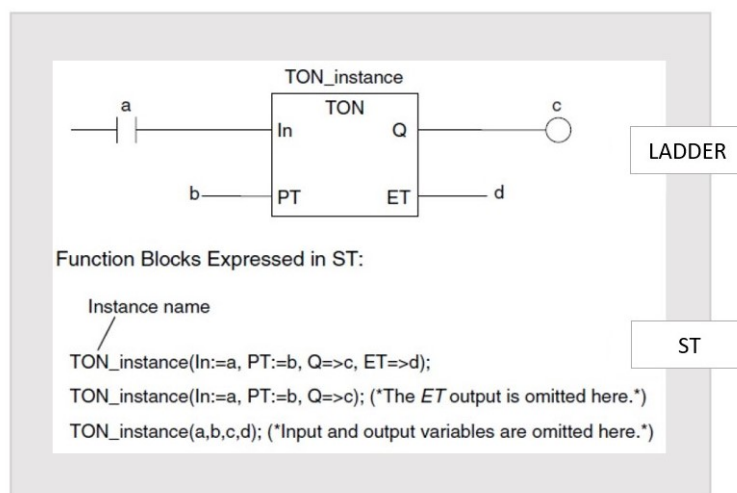 TON_instance
a
TON
c
In
Q
LADDER
b
PT
ET
d
Function Blocks Expressed in ST:
Instance name
ST
TON_instance(In:=a, PT:=b, Q=>c, ET=>d);
TON_instance(In:=a, PT:=b, Q=>c); (*The ET output is omitted here.*)
TON_instance(a,b,c,d); (*Input and output variables are omitted here.*)